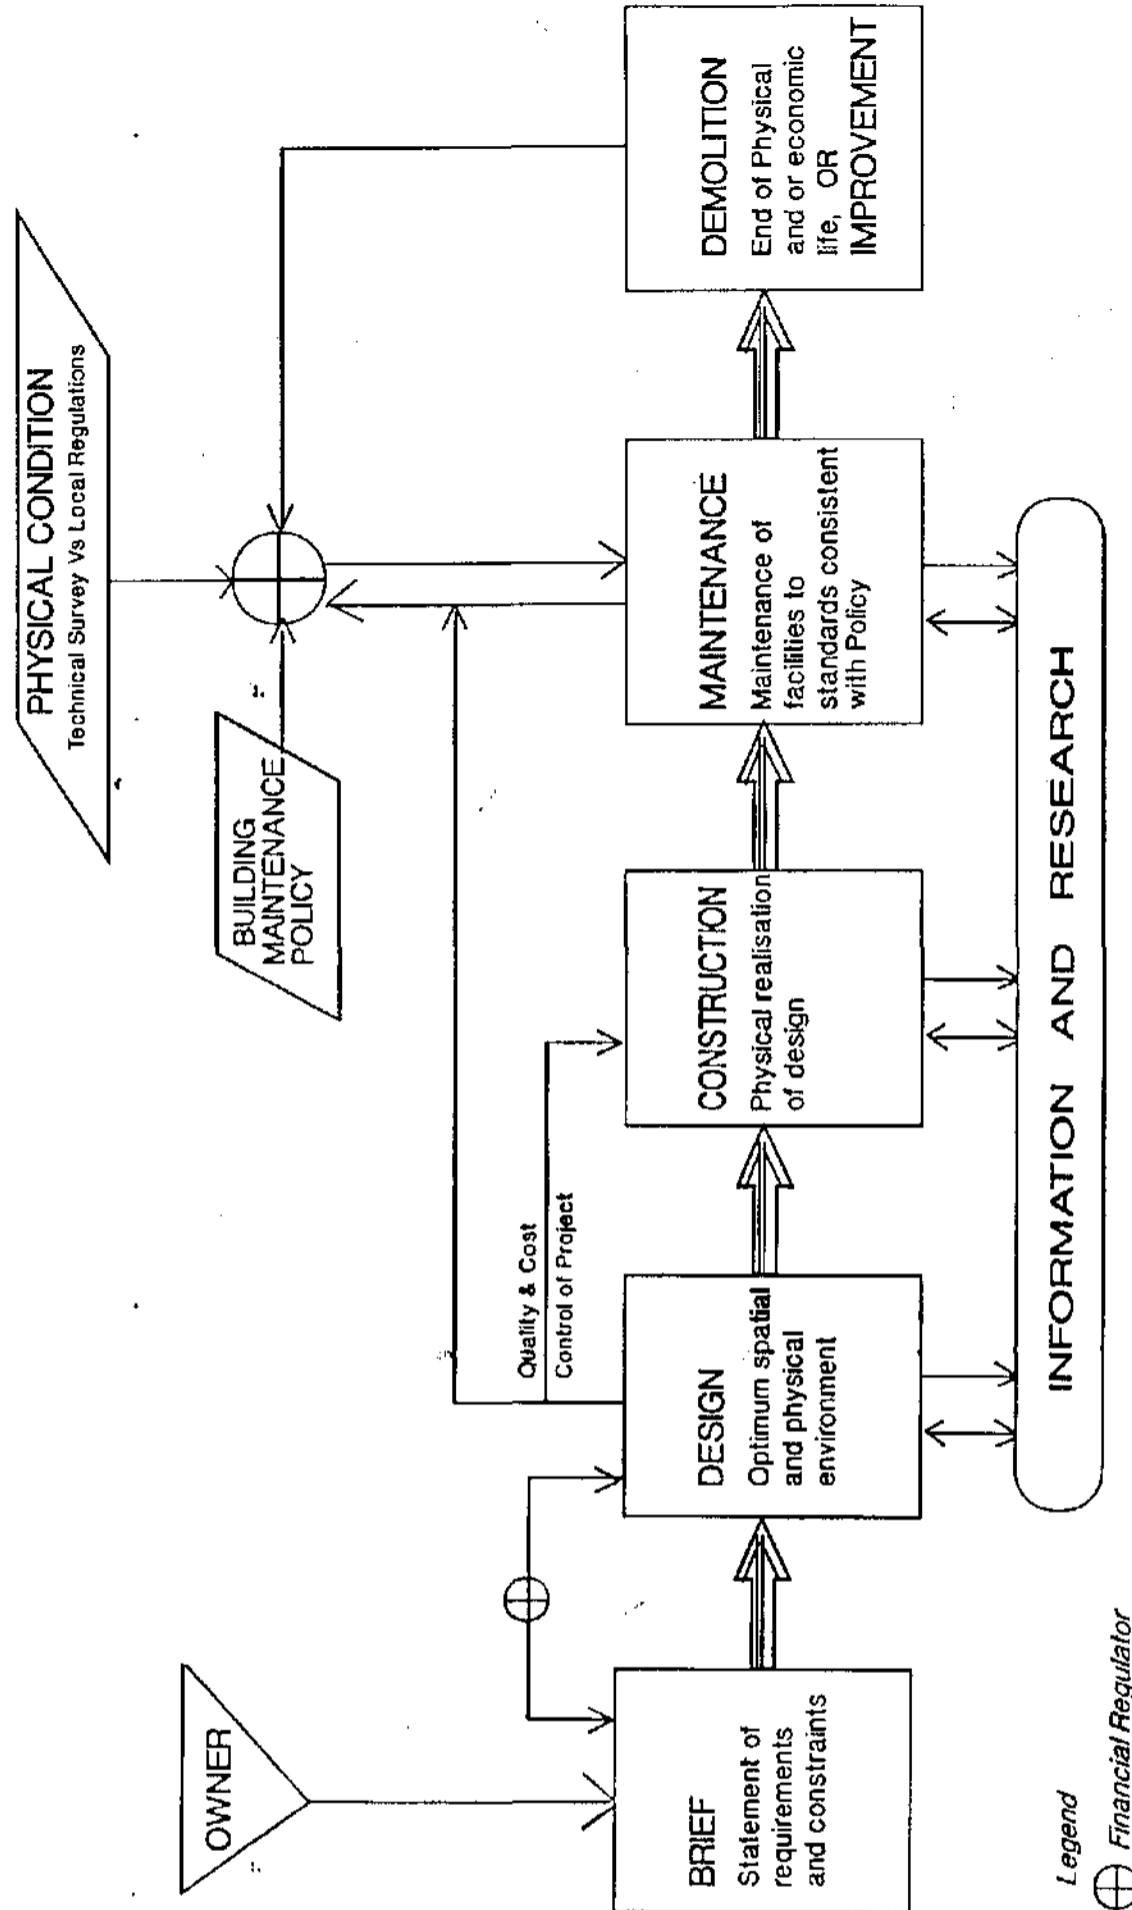 PHYSICAL CONDITION
Technical Survey Vs Local Regulations
OWNER
BUILDING
MAINTENANCE
POLICY
Quality & Cost
Control of Project
BRIEF
Statement of
requirements
and constraints
DESIGN
Optimum spatial
and physical
environment
CONSTRUCTION
Physical realisation
of design
MAINTENANCE
Maintenance of
facilities to
standards consistent
with Policy
DEMOLITION
End of Physical
and or economic
life, OR
IMPROVEMENT
INFORMATION AND RESEARCH
Legend
Financial Regulator